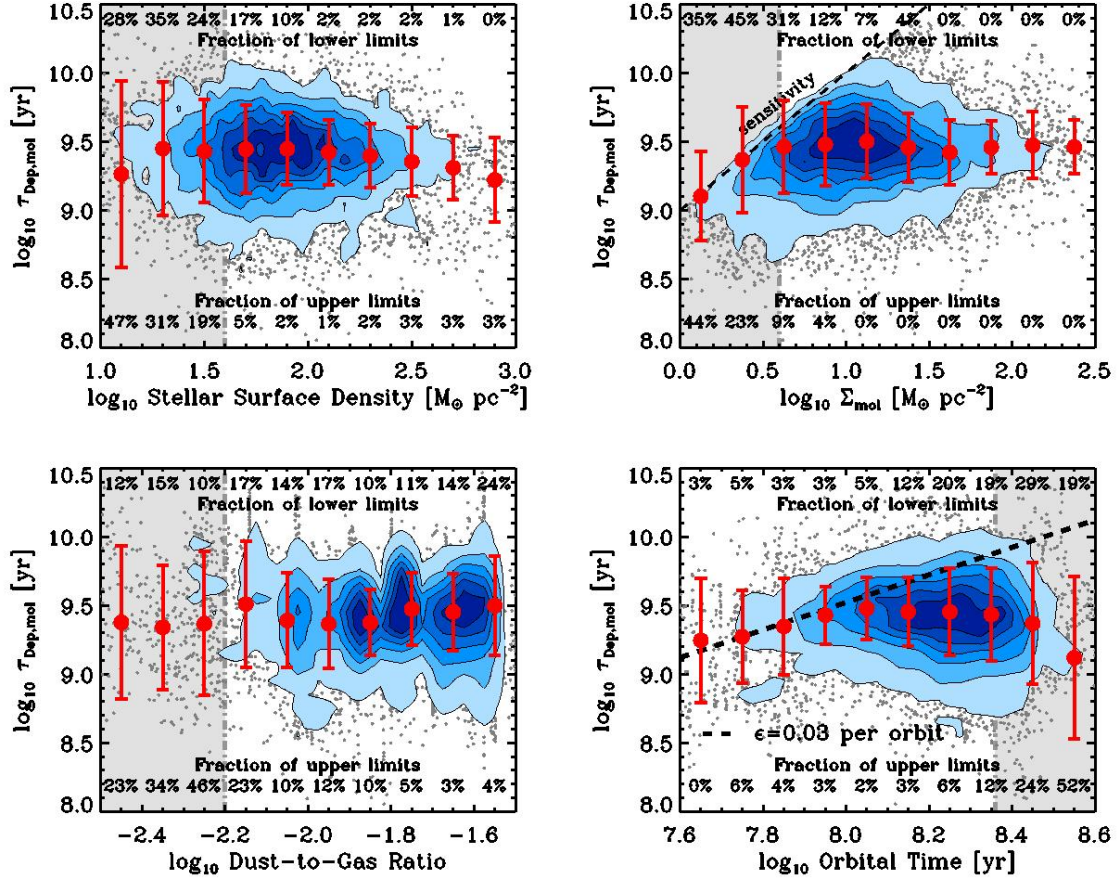 28% 35% 24% 17% 10% 2% 2% 2% 1% 0%
Fraction of lower limits
10.5
10.0
9.5
9.0
8.5
8.0
log₁₀ τ_Dep,mol [yr]
Fraction of upper limits
47% 31% 19% 5% 2% 1% 2% 3% 3% 3%
1.0 1.5 2.0 2.5 3.0
log₁₀ Stellar Surface Density [M⊙ pc⁻²]
35% 45% 31% 12% 7% 4% 0% 0% 0% 0%
Fraction of lower limits
sensitivity
10.5
10.0
9.5
9.0
8.5
8.0
log₁₀ τ_Dep,mol [yr]
Fraction of upper limits
44% 23% 9% 4% 0% 0% 0% 0% 0% 0%
0.0 0.5 1.0 1.5 2.0 2.5
log₁₀ Σ_mol [M⊙ pc⁻²]
12% 15% 10% 17% 14% 17% 10% 11% 14% 24%
Fraction of lower limits
10.5
10.0
9.5
9.0
8.5
8.0
log₁₀ τ_Dep,mol [yr]
Fraction of upper limits
23% 34% 46% 23% 10% 12% 10% 5% 3% 4%
−2.4 −2.2 −2.0 −1.8 −1.6
log₁₀ Dust-to-Gas Ratio
3% 5% 3% 3% 5% 12% 20% 19% 29% 19%
Fraction of lower limits
10.5
10.0
9.5
9.0
8.5
8.0
log₁₀ τ_Dep,mol [yr]
ϵ=0.03 per orbit
Fraction of upper limits
0% 6% 4% 3% 2% 3% 6% 12% 24% 52%
7.6 7.8 8.0 8.2 8.4 8.6
log₁₀ Orbital Time [yr]